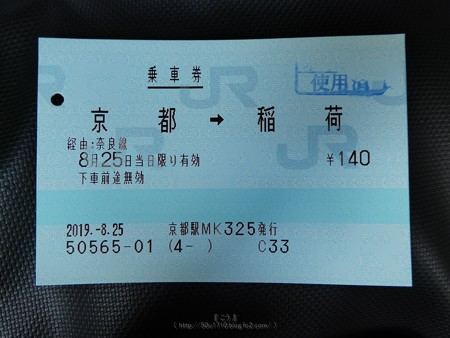 乗車券
使用済
京都 → 稲荷
経由:奈良線
8月25日当日限り有効
¥140
下車前途無効
2019.-8.25 京都駅MK325発行
50565-01 (4- ) C33